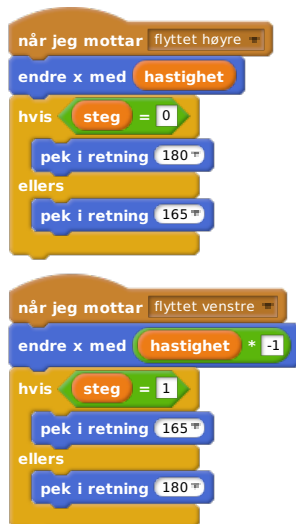 når jeg mottar flyttet høyre
endre x med hastighet
hvis steg = 0
pek i retning 180
ellers
pek i retning 165
når jeg mottar flyttet venstre
endre x med hastighet * -1
hvis steg = 1
pek i retning 165
ellers
pek i retning 180